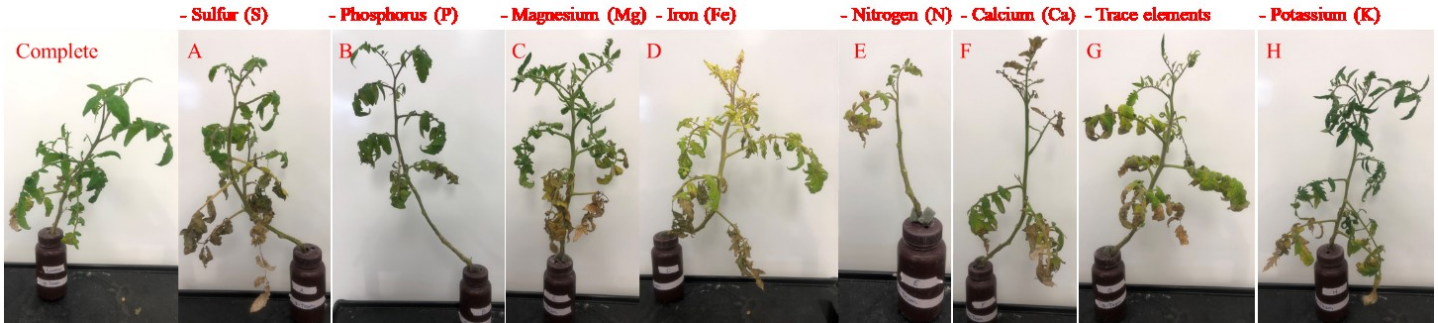 - Sulfur (S) - Phosphorus (P) - Magnesium (Mg) - Iron (Fe) - Nitrogen (N) - Calcium (Ca) - Trace elements - Potassium (K)
Complete A B C D E F G H